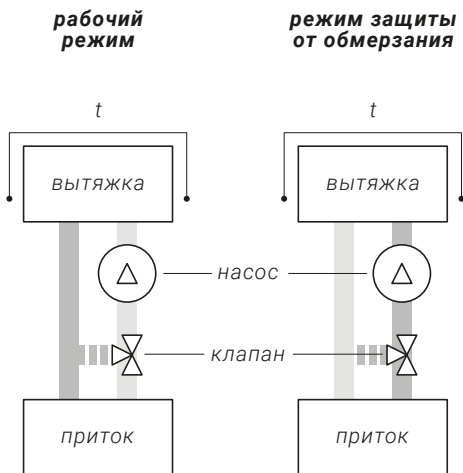 рабочий
режим
режим защиты
от обмерзания
t
t
вытяжка
вытяжка
насос
клапан
приток
приток